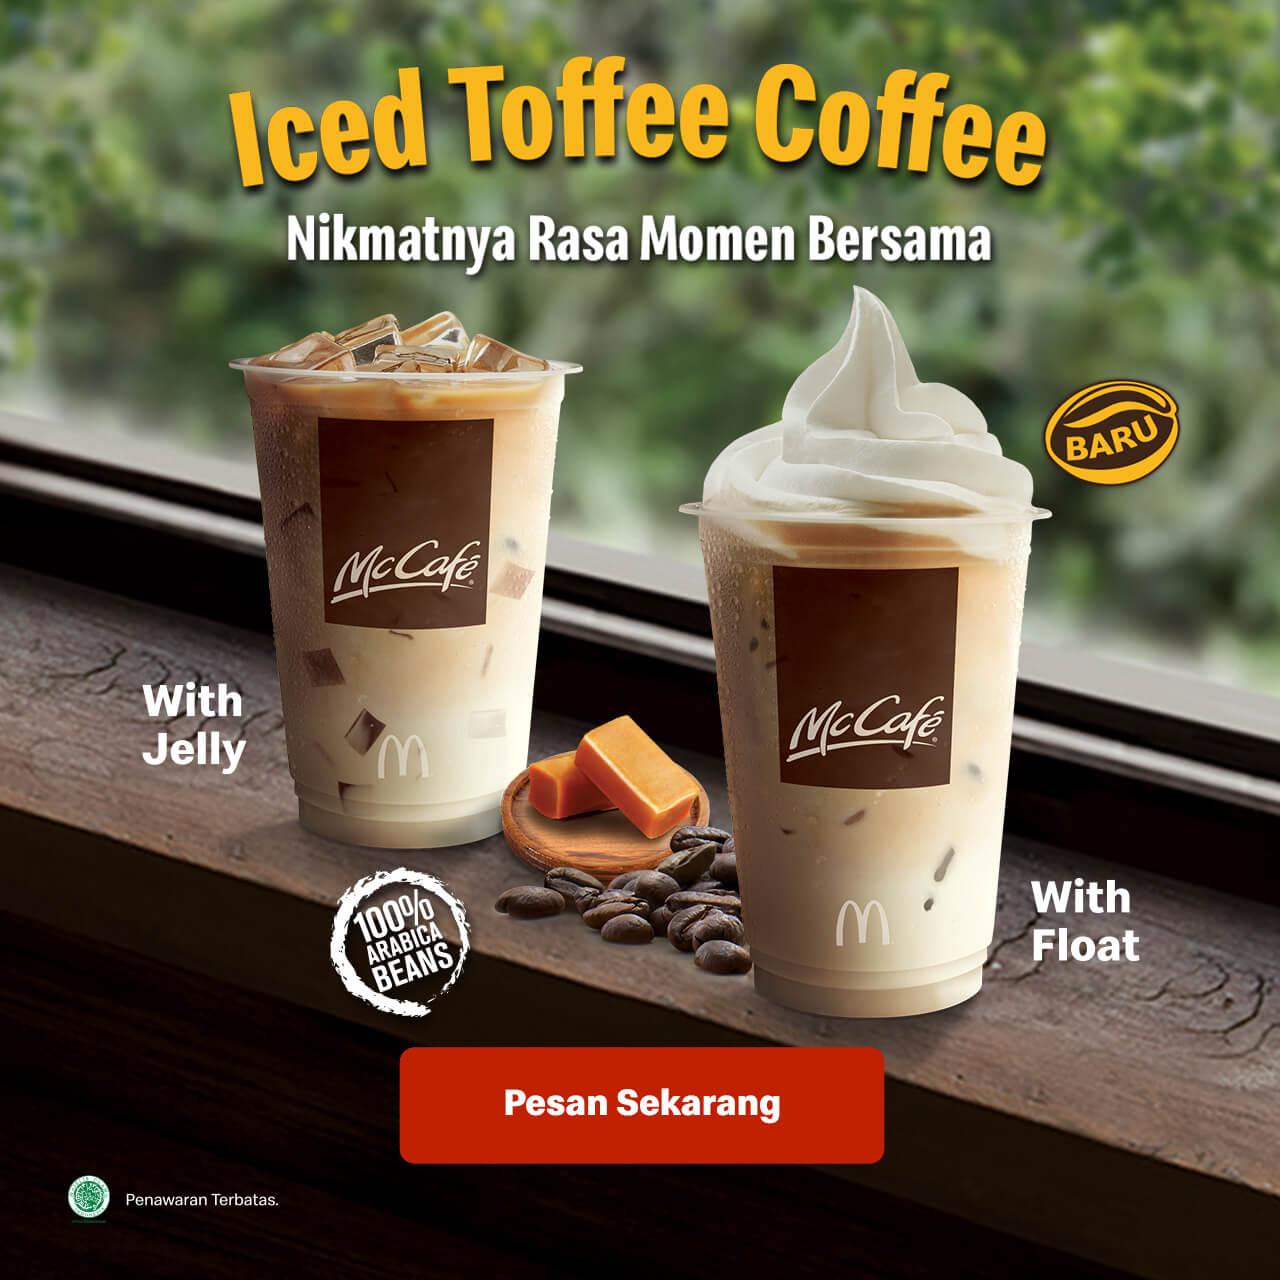 Iced Toffee Coffee
Nikmatnya Rasa Momen Bersama
BARU
McCafé
McCafé
With
Jelly
With
Float
100%
ARABICA
BEANS
Pesan Sekarang
Penawaran Terbatas.